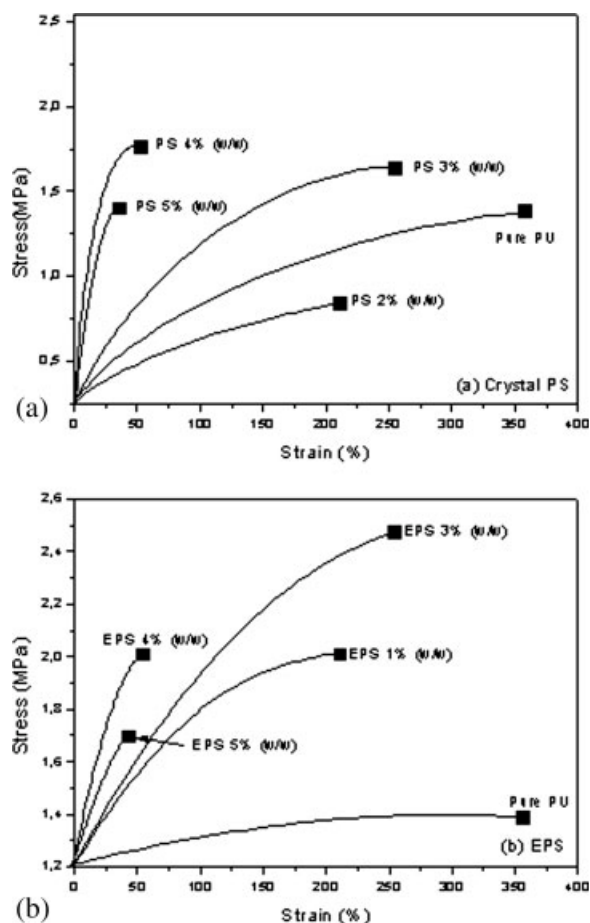 2,5
2,0
1,5
1,0
0,5
Stress(MPa)
PS 4% (w/w)
PS 5% (w/w)
PS 3% (w/w)
Pure PU
PS 2% (w/w)
(a) Crystal PS
(a)
0 50 100 150 200 250 300 350 400
Strain (%)
2,6
2,4
2,2
2,0
1,8
1,6
1,4
1,2
Stress (MPa)
EPS 3% (w/w)
EPS 4% (w/w)
EPS 1% (w/w)
EPS 5% (w/w)
Pure PU
(b) EPS
(b)
0 50 100 150 200 250 300 350 400
Strain (%)